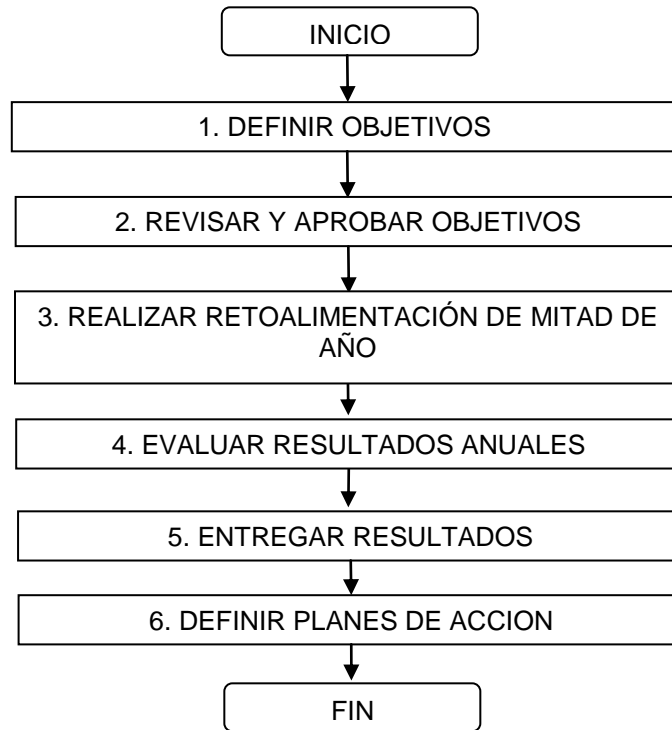 INICIO
1. DEFINIR OBJETIVOS
2. REVISAR Y APROBAR OBJETIVOS
3. REALIZAR RETOALIMENTACIÓN DE MITAD DE
AÑO
4. EVALUAR RESULTADOS ANUALES
5. ENTREGAR RESULTADOS
6. DEFINIR PLANES DE ACCION
FIN